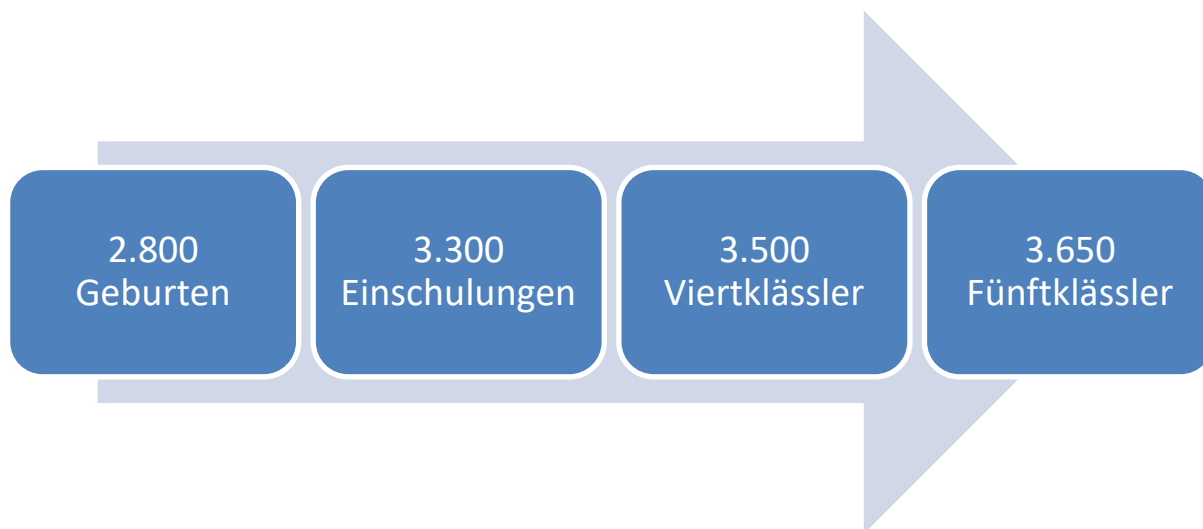 2.800
Geburten
3.300
Einschulungen
3.500
Viertklässler
3.650
Fünftklässler